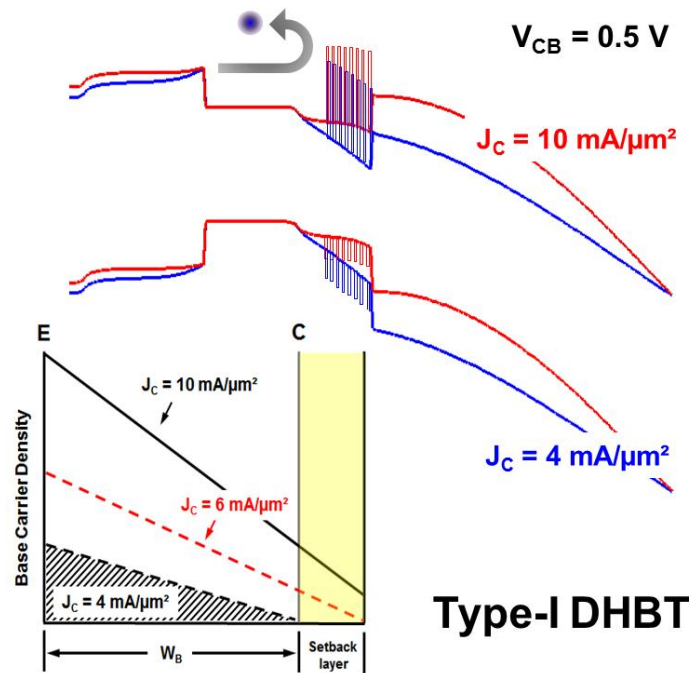 V_CB = 0.5 V
J_C = 10 mA/μm²
E
C
J_C = 10 mA/μm²
J_C = 6 mA/μm²
J_C = 4 mA/μm²
J_C = 4 mA/μm²
Base Carrier Density
Type-I DHBT
W_B
Setback
layer